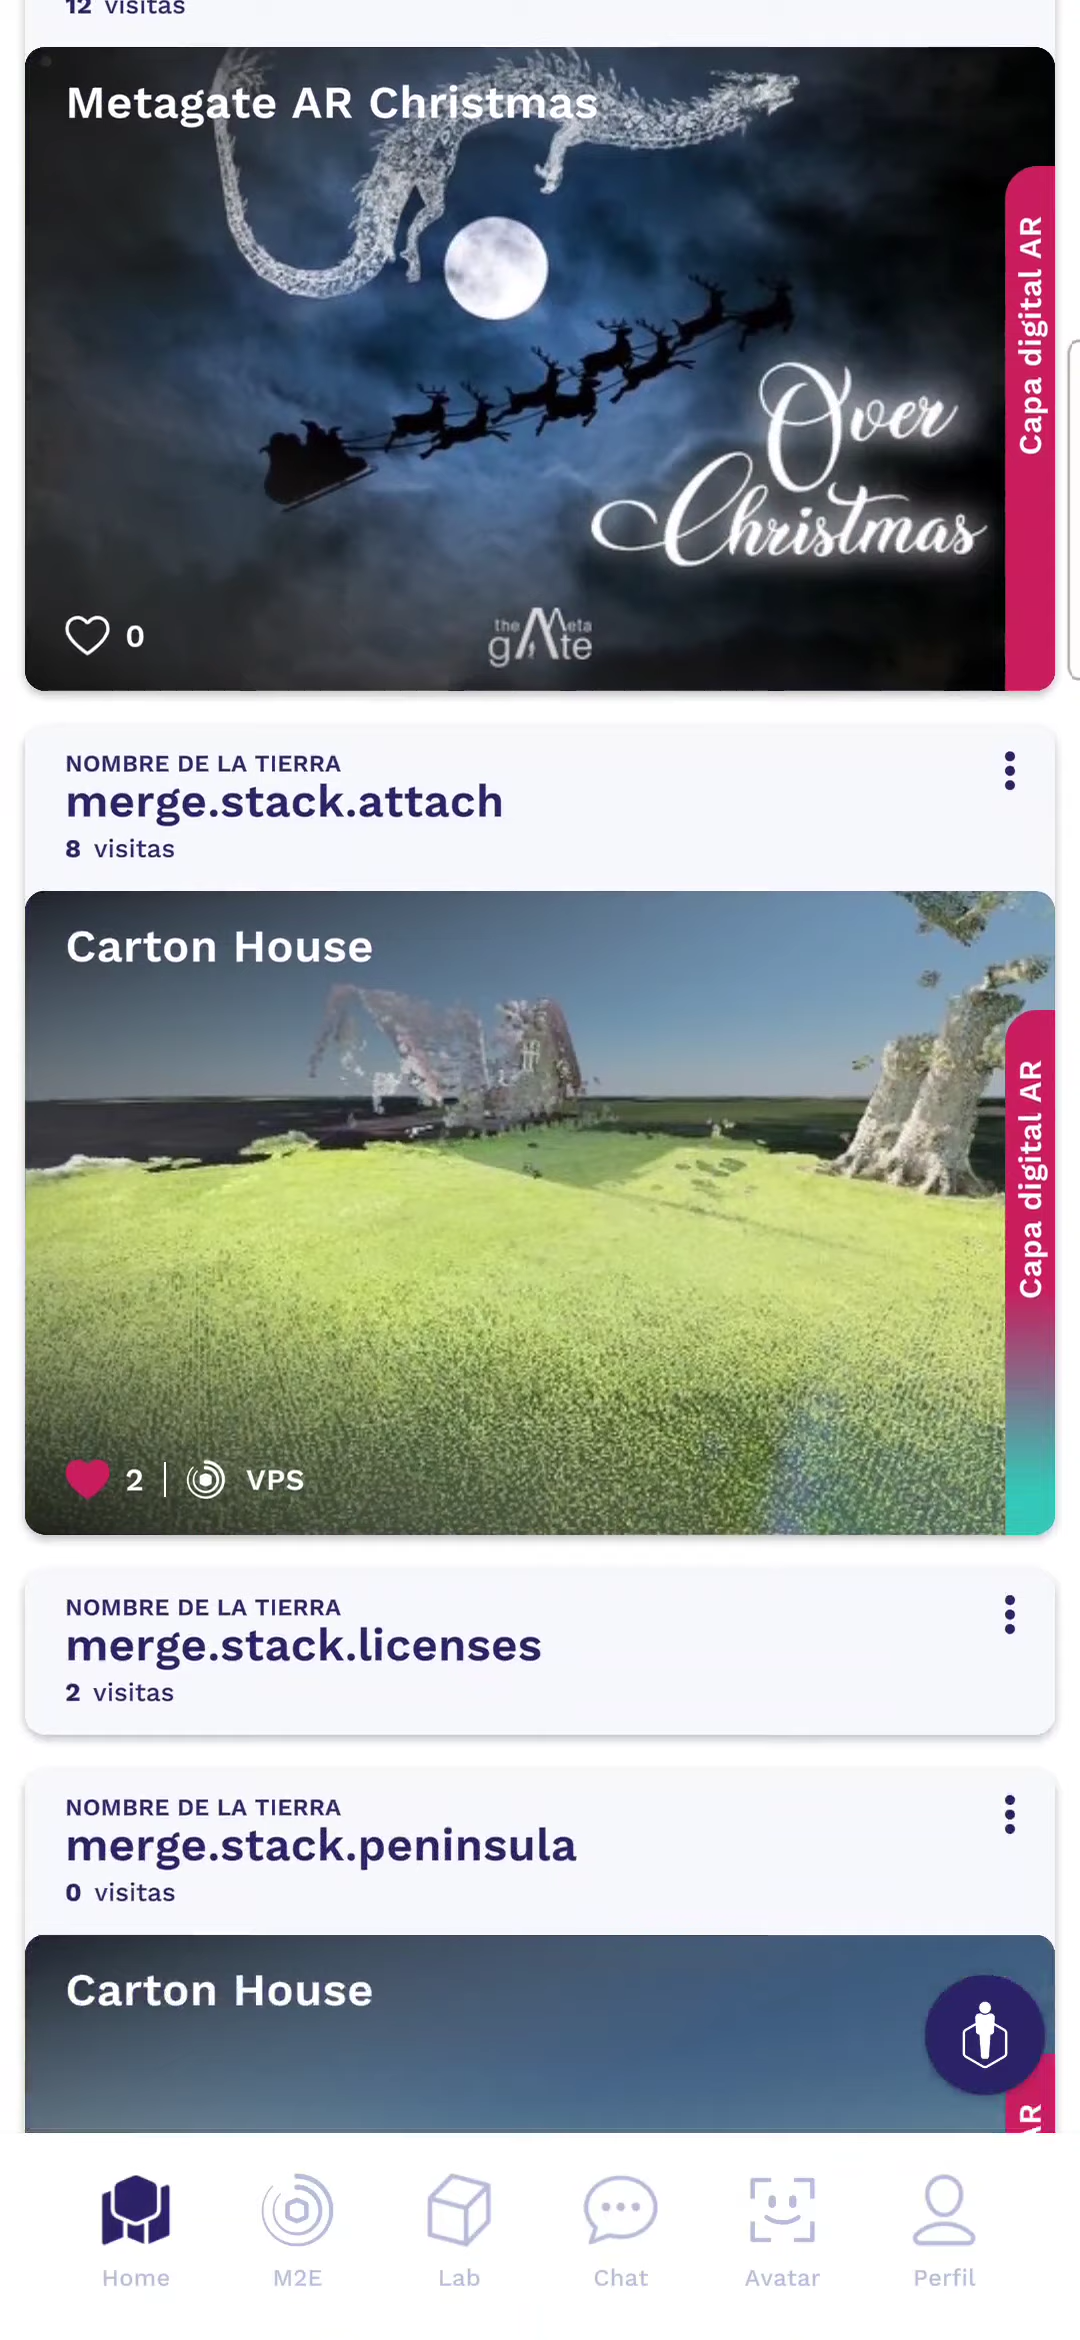 12 visitas
Metagate AR Christmas
Capa digital AR
Over
Christmas
0
the Meta
gAte
NOMBRE DE LA TIERRA
merge.stack.attach
8 visitas
Carton House
Capa digital AR
2 | VPS
NOMBRE DE LA TIERRA
merge.stack.licenses
2 visitas
NOMBRE DE LA TIERRA
merge.stack.peninsula
0 visitas
Carton House
AR
Home M2E Lab Chat Avatar Perfil